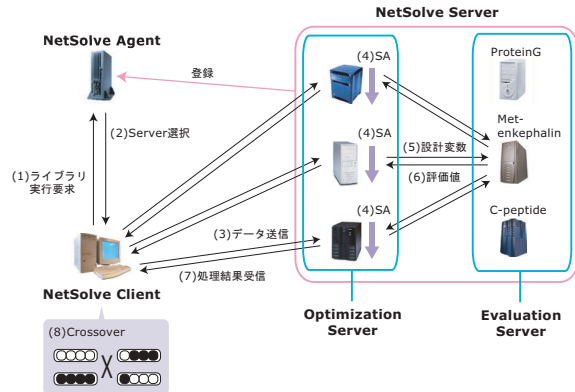 NetSolve Server
NetSolve Agent
登録
(4)SA
ProteinG
(2)Server選択
(1)ライブラリ
実行要求
(4)SA
Met-
enkephalin
(5)設計変数
(6)評価値
(4)SA
C-peptide
(3)データ送信
(7)処理結果受信
NetSolve Client
Optimization
Server
Evaluation
Server
(8)Crossover